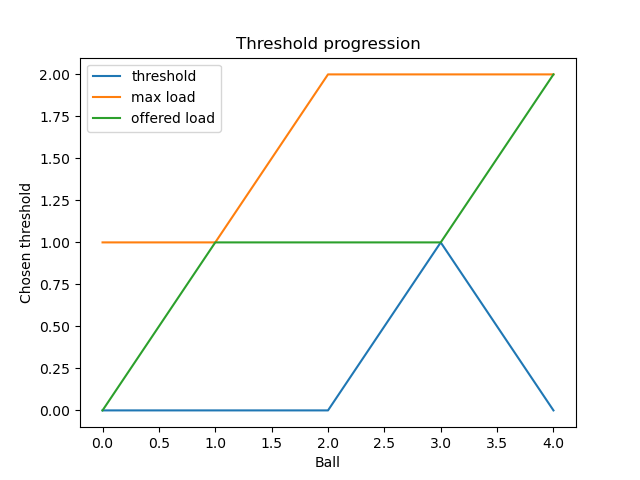 Threshold progression
threshold
max load
offered load
Chosen threshold
2.00
1.75
1.50
1.25
1.00
0.75
0.50
0.25
0.00
0.0 0.5 1.0 1.5 2.0 2.5 3.0 3.5 4.0
Ball